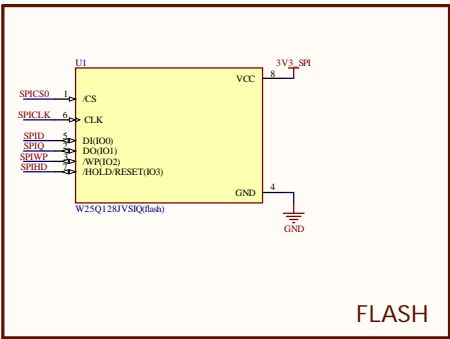 U1
3V3_SPI
VCC 8
SPICS0 1 /CS
SPICLK 6 CLK
SPID 5 DI(IO0)
SPIQ 2 DO(IO1)
SPIWP 3 /WP(IO2)
SPIHD 7 /HOLD/RESET(IO3)
GND 4
W25Q128JVSIQ(flash)
GND
FLASH